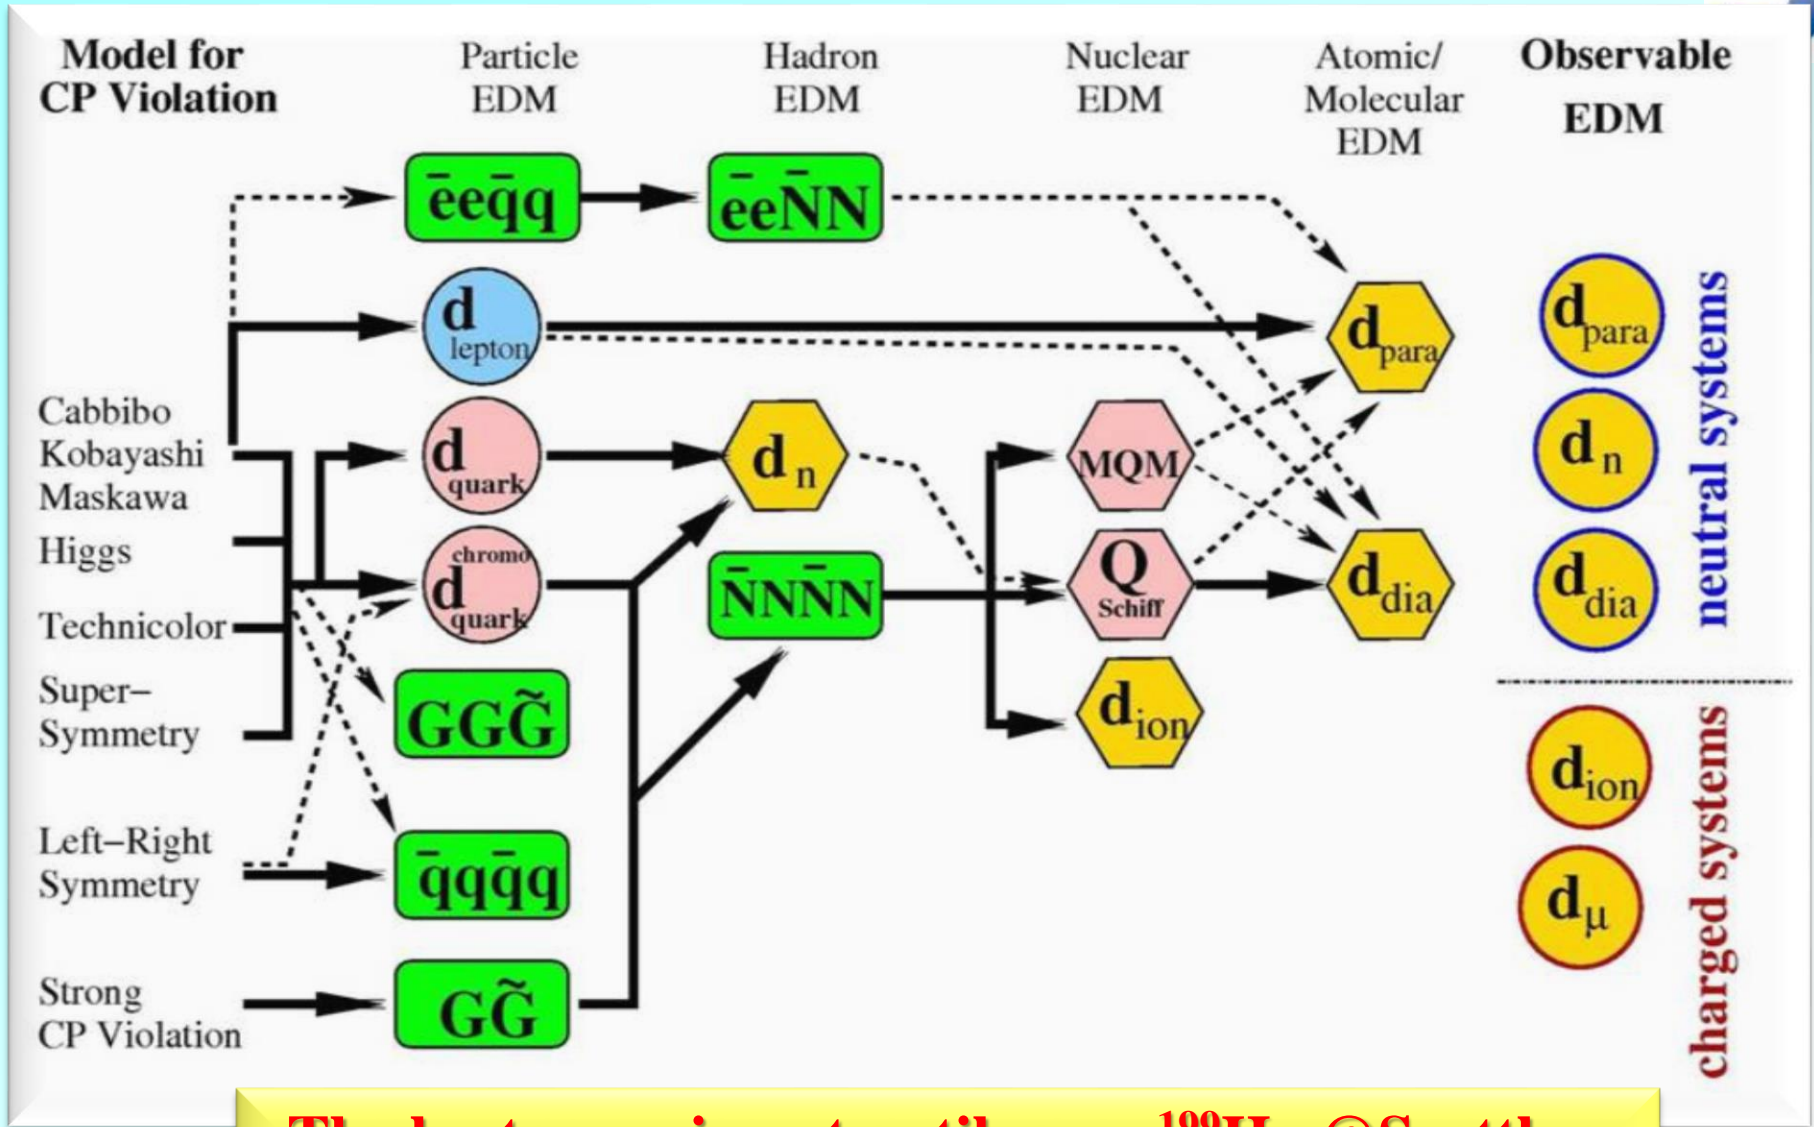 Model for
CP Violation
Particle
EDM
Hadron
EDM
Nuclear
EDM
Atomic/
Molecular
EDM
Observable
EDM
ēeq̄q
ēeN̄N
d lepton
d para
d para
Cabbibo
Kobayashi
Maskawa
d quark
d n
MQM
d n
Higgs
chromo
d quark
N̄NN̄N
Q
Schiff
d dia
d dia
neutral systems
Technicolor
Super–
Symmetry
GGG̃
d ion
d ion
Left–Right
Symmetry
q̄qq̄q
d μ
charged systems
Strong
CP Violation
GG̃